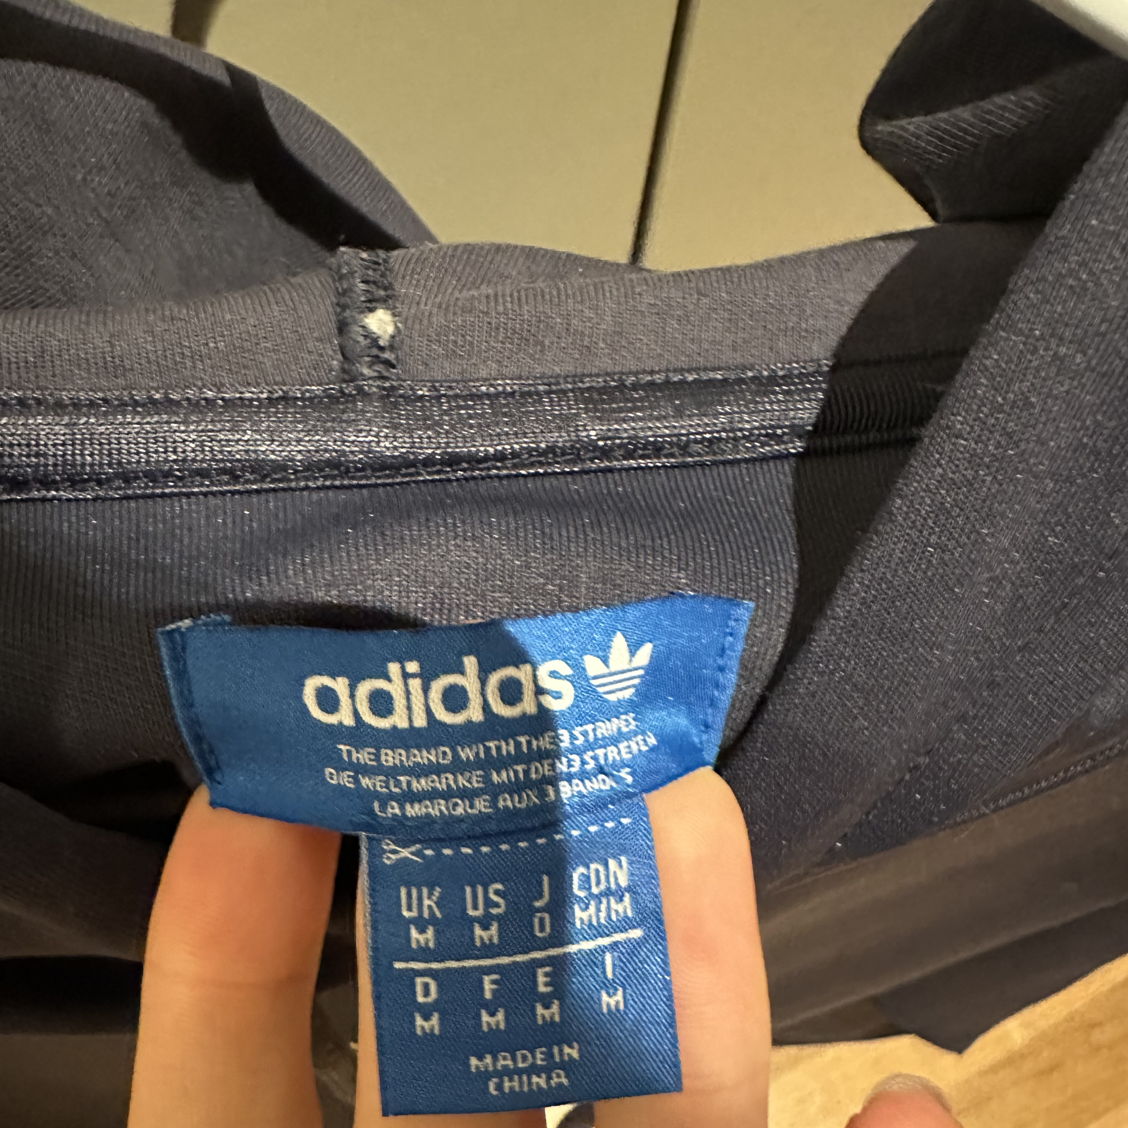 adidas
THE BRAND WITH THE 3 STRIPES
DIE WELTMARKE MIT DEN 3 STREIFEN
LA MARQUE AUX 3 BANDES
UK US J CDN
M M O M/M
D F E I
M M M M
MADE IN
CHINA